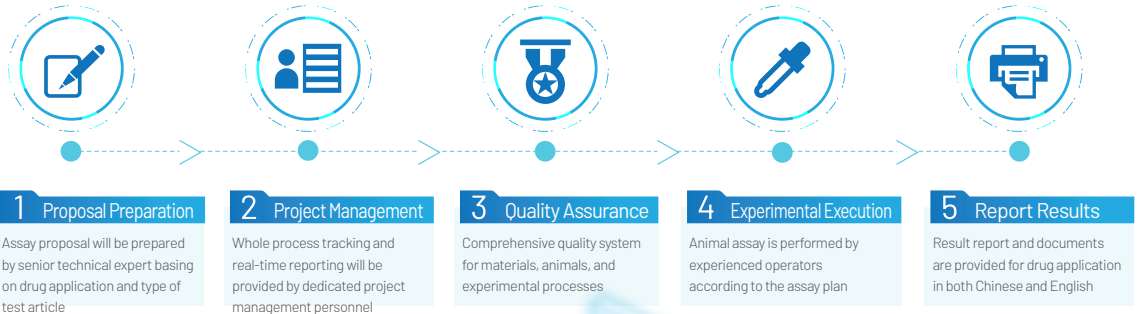 1 Proposal Preparation
Assay proposal will be prepared
by senior technical expert basing
on drug application and type of
test article
2 Project Management
Whole process tracking and
real-time reporting will be
provided by dedicated project
management personnel
3 Quality Assurance
Comprehensive quality system
for materials, animals, and
experimental processes
4 Experimental Execution
Animal assay is performed by
experienced operators
according to the assay plan
5 Report Results
Result report and documents
are provided for drug application
in both Chinese and English